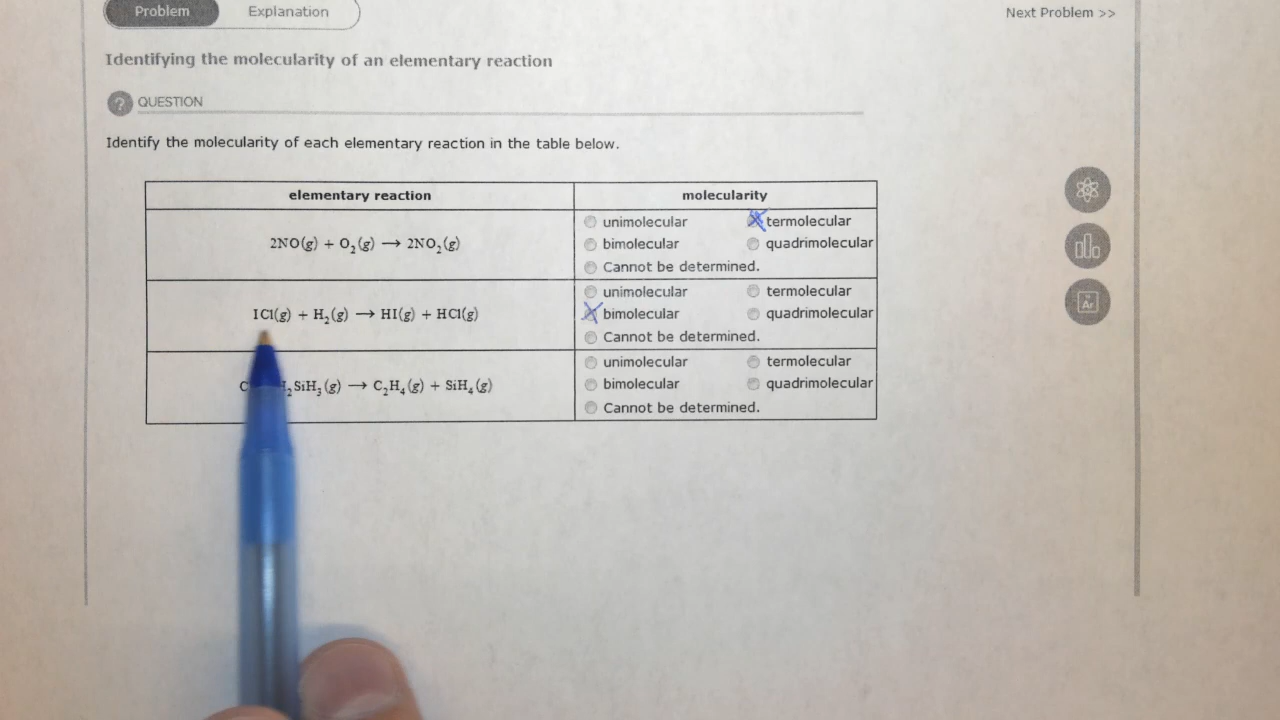 Problem Explanation Next Problem >>
Identifying the molecularity of an elementary reaction
? QUESTION
Identify the molecularity of each elementary reaction in the table below.
elementary reaction molecularity
2NO(g) + O₂(g) → 2NO₂(g)
unimolecular termolecular
bimolecular quadrimolecular
Cannot be determined.
ICl(g) + H₂(g) → HI(g) + HCl(g)
unimolecular termolecular
bimolecular quadrimolecular
Cannot be determined.
SiH₃(g) → C₂H₄(g) + SiH₄(g)
unimolecular termolecular
bimolecular quadrimolecular
Cannot be determined.
Ar